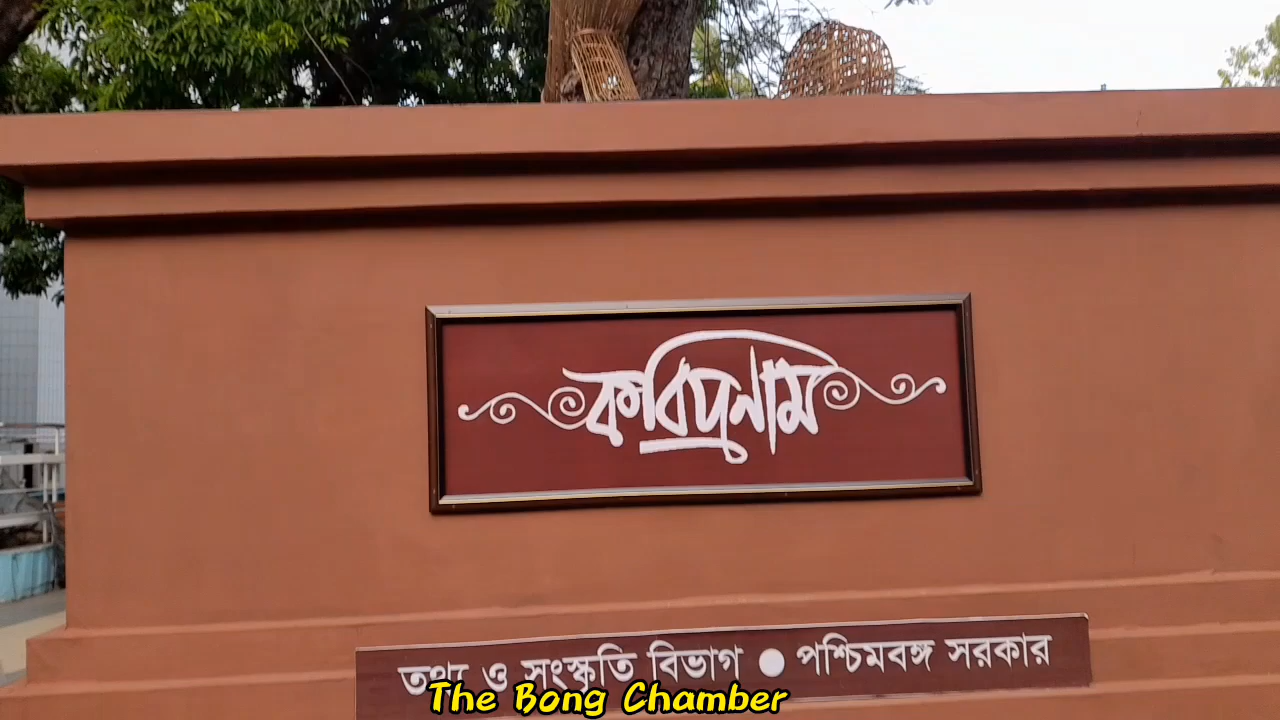 কবিপ্রনাম
তথ্য ও সংস্কৃতি বিভাগ ● পশ্চিমবঙ্গ সরকার
The Bong Chamber